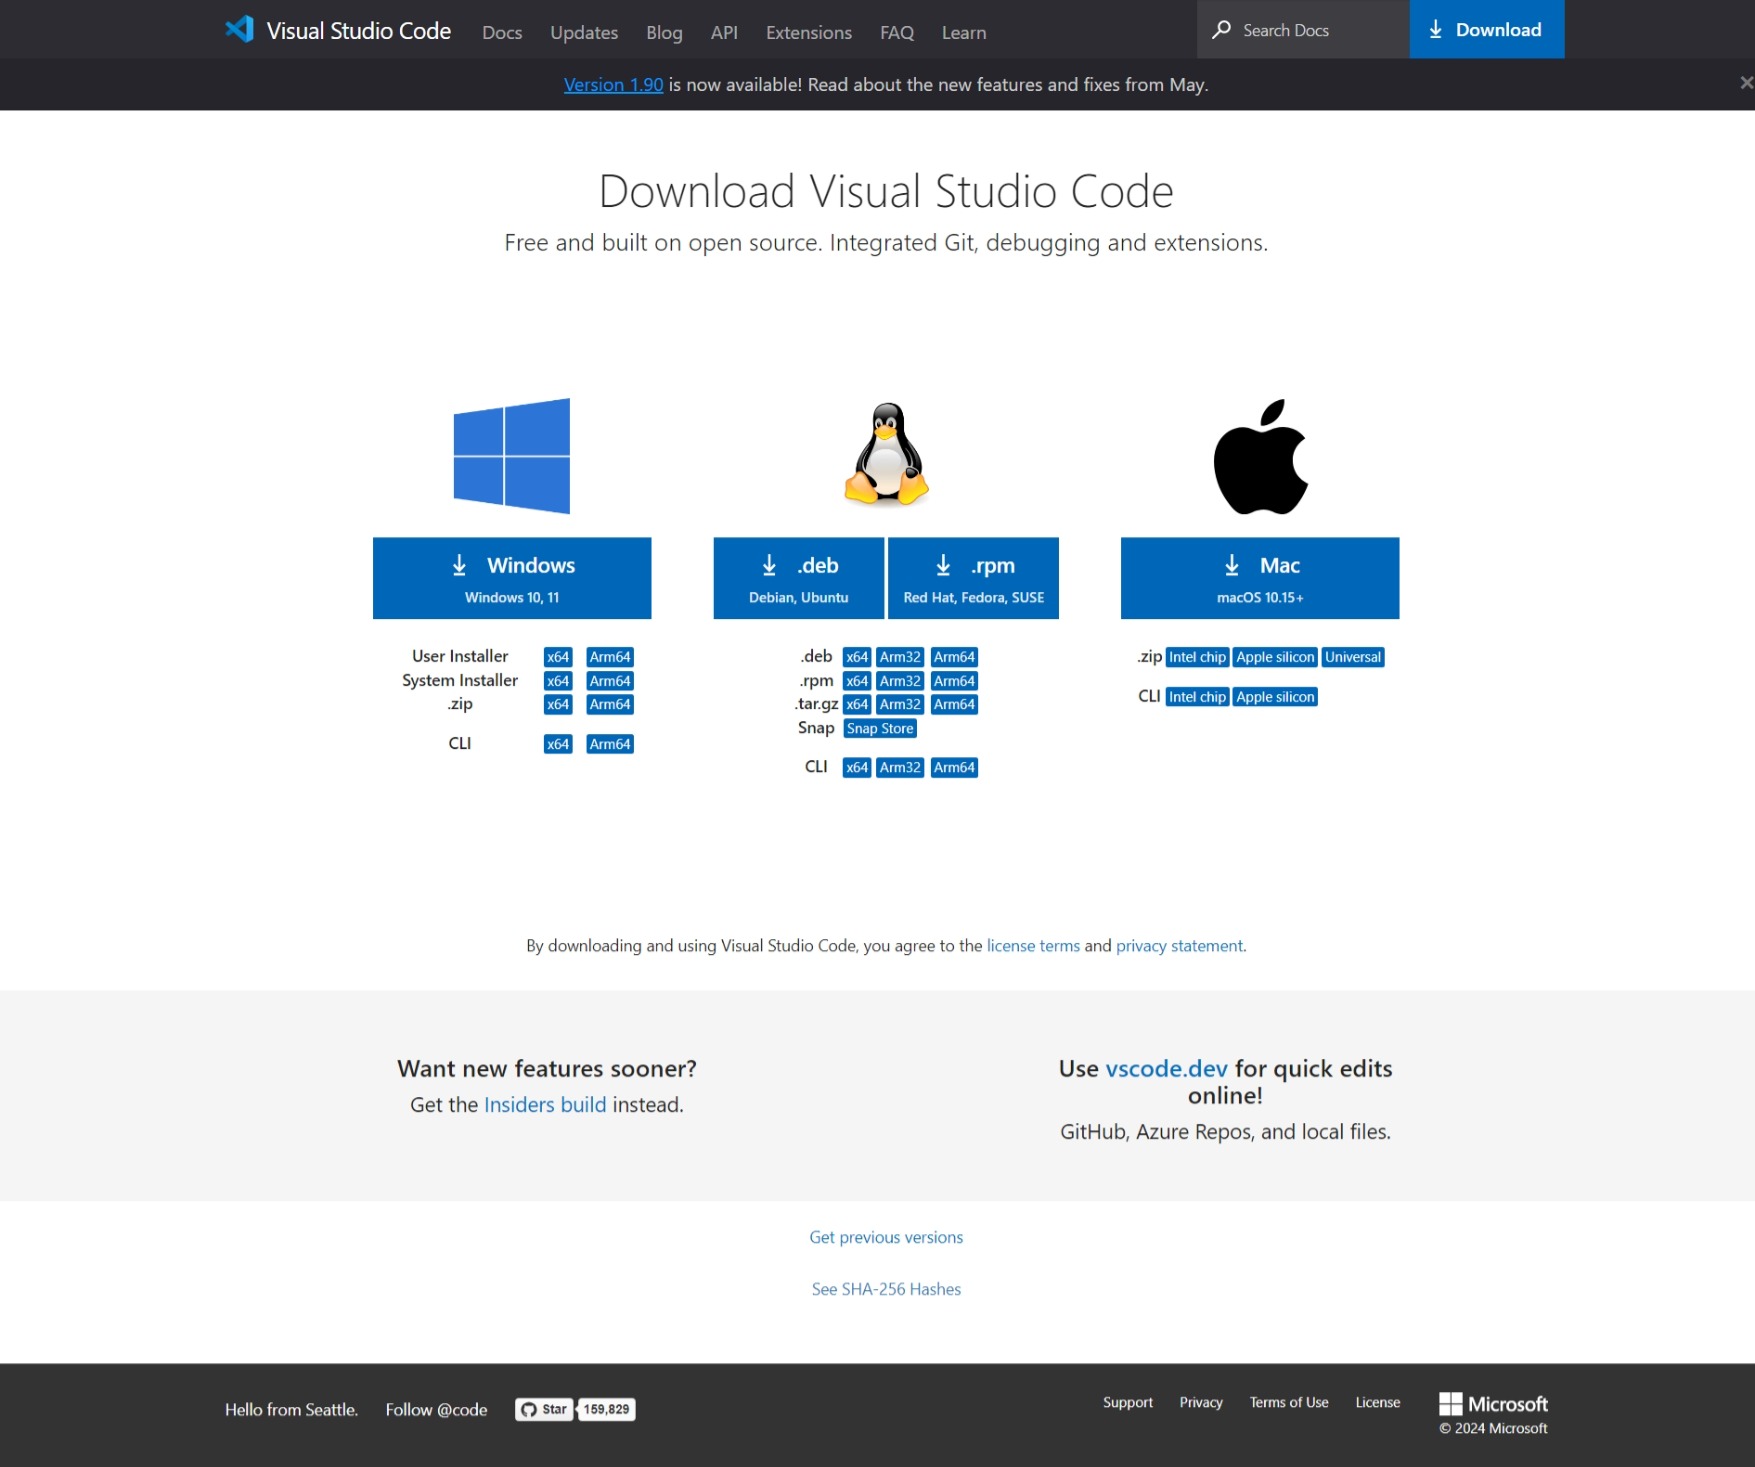 Visual Studio Code Docs Updates Blog API Extensions FAQ Learn Search Docs Download
Version 1.90 is now available! Read about the new features and fixes from May.
Download Visual Studio Code
Free and built on open source. Integrated Git, debugging and extensions.
Windows
Windows 10, 11
User Installer x64 Arm64
System Installer x64 Arm64
.zip x64 Arm64
CLI x64 Arm64
.deb
Debian, Ubuntu
.rpm
Red Hat, Fedora, SUSE
.deb x64 Arm32 Arm64
.rpm x64 Arm32 Arm64
.tar.gz x64 Arm32 Arm64
Snap Snap Store
CLI x64 Arm32 Arm64
Mac
macOS 10.15+
.zip Intel chip Apple silicon Universal
CLI Intel chip Apple silicon
By downloading and using Visual Studio Code, you agree to the license terms and privacy statement.
Want new features sooner?
Get the Insiders build instead.
Use vscode.dev for quick edits
online!
GitHub, Azure Repos, and local files.
Get previous versions
See SHA-256 Hashes
Hello from Seattle. Follow @code Star 159,829
Support Privacy Terms of Use License Microsoft
© 2024 Microsoft